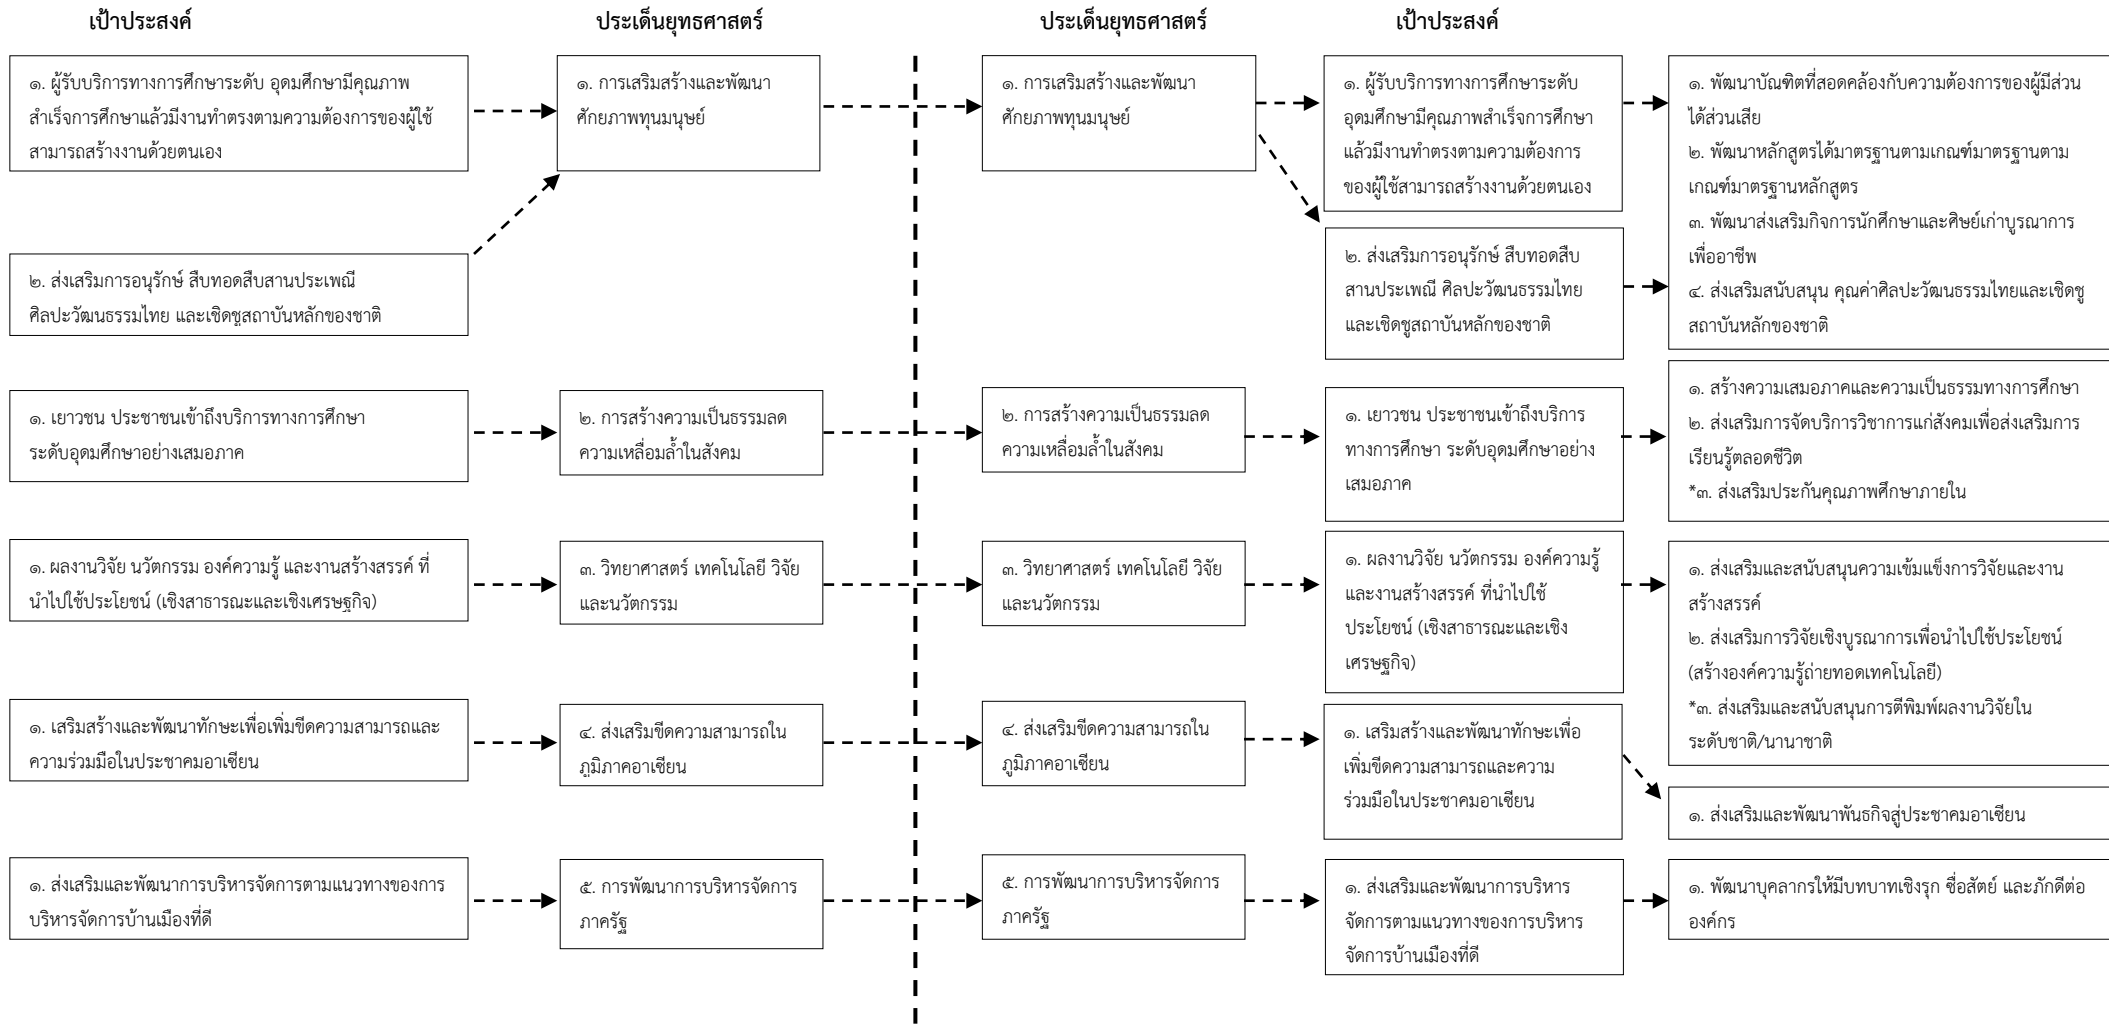 เป้าประสงค์
ประเด็นยุทธศาสตร์
ประเด็นยุทธศาสตร์
เป้าประสงค์
๑. ผู้รับบริการทางการศึกษาระดับ อุดมศึกษามีคุณภาพ
สำเร็จการศึกษาแล้วมีงานทำตรงตามความต้องการของผู้ใช้
สามารถสร้างงานด้วยตนเอง
๑. การเสริมสร้างและพัฒนา
ศักยภาพทุนมนุษย์
๑. การเสริมสร้างและพัฒนา
ศักยภาพทุนมนุษย์
๑. ผู้รับบริการทางการศึกษาระดับ
อุดมศึกษามีคุณภาพสำเร็จการศึกษา
แล้วมีงานทำตรงตามความต้องการ
ของผู้ใช้สามารถสร้างงานด้วยตนเอง
๑. พัฒนาบัณฑิตที่สอดคล้องกับความต้องการของผู้มีส่วน
ได้ส่วนเสีย
๒. พัฒนาหลักสูตรได้มาตรฐานตามเกณฑ์มาตรฐานตาม
เกณฑ์มาตรฐานหลักสูตร
๓. พัฒนาส่งเสริมกิจการนักศึกษาและศิษย์เก่าบูรณาการ
เพื่ออาชีพ
๔. ส่งเสริมสนับสนุน คุณค่าศิลปะวัฒนธรรมไทยและเชิดชู
สถาบันหลักของชาติ
๒. ส่งเสริมการอนุรักษ์ สืบทอดสืบสานประเพณี
ศิลปะวัฒนธรรมไทย และเชิดชูสถาบันหลักของชาติ
๒. ส่งเสริมการอนุรักษ์ สืบทอดสืบ
สานประเพณี ศิลปะวัฒนธรรมไทย
และเชิดชูสถาบันหลักของชาติ
๑. เยาวชน ประชาชนเข้าถึงบริการทางการศึกษา
ระดับอุดมศึกษาอย่างเสมอภาค
๒. การสร้างความเป็นธรรมลด
ความเหลื่อมล้ำในสังคม
๒. การสร้างความเป็นธรรมลด
ความเหลื่อมล้ำในสังคม
๑. เยาวชน ประชาชนเข้าถึงบริการ
ทางการศึกษา ระดับอุดมศึกษาอย่าง
เสมอภาค
๑. สร้างความเสมอภาคและความเป็นธรรมทางการศึกษา
๒. ส่งเสริมการจัดบริการวิชาการแก่สังคมเพื่อส่งเสริมการ
เรียนรู้ตลอดชีวิต
*๓. ส่งเสริมประกันคุณภาพศึกษาภายใน
๑. ผลงานวิจัย นวัตกรรม องค์ความรู้ และงานสร้างสรรค์ ที่
นำไปใช้ประโยชน์ (เชิงสาธารณะและเชิงเศรษฐกิจ)
๓. วิทยาศาสตร์ เทคโนโลยี วิจัย
และนวัตกรรม
๓. วิทยาศาสตร์ เทคโนโลยี วิจัย
และนวัตกรรม
๑. ผลงานวิจัย นวัตกรรม องค์ความรู้
และงานสร้างสรรค์ ที่นำไปใช้
ประโยชน์ (เชิงสาธารณะและเชิง
เศรษฐกิจ)
๑. ส่งเสริมและสนับสนุนความเข้มแข็งการวิจัยและงาน
สร้างสรรค์
๒. ส่งเสริมการวิจัยเชิงบูรณาการเพื่อนำไปใช้ประโยชน์
(สร้างองค์ความรู้ถ่ายทอดเทคโนโลยี)
*๓. ส่งเสริมและสนับสนุนการตีพิมพ์ผลงานวิจัยใน
ระดับชาติ/นานาชาติ
๑. เสริมสร้างและพัฒนาทักษะเพื่อเพิ่มขีดความสามารถและ
ความร่วมมือในประชาคมอาเซียน
๔. ส่งเสริมขีดความสามารถใน
ภูมิภาคอาเซียน
๔. ส่งเสริมขีดความสามารถใน
ภูมิภาคอาเซียน
๑. เสริมสร้างและพัฒนาทักษะเพื่อ
เพิ่มขีดความสามารถและความ
ร่วมมือในประชาคมอาเซียน
๑. ส่งเสริมและพัฒนาพันธกิจสู่ประชาคมอาเซียน
๑. ส่งเสริมและพัฒนาการบริหารจัดการตามแนวทางของการ
บริหารจัดการบ้านเมืองที่ดี
๕. การพัฒนาการบริหารจัดการ
ภาครัฐ
๕. การพัฒนาการบริหารจัดการ
ภาครัฐ
๑. ส่งเสริมและพัฒนาการบริหาร
จัดการตามแนวทางของการบริหาร
จัดการบ้านเมืองที่ดี
๑. พัฒนาบุคลากรให้มีบทบาทเชิงรุก ซื่อสัตย์ และภักดีต่อ
องค์กร